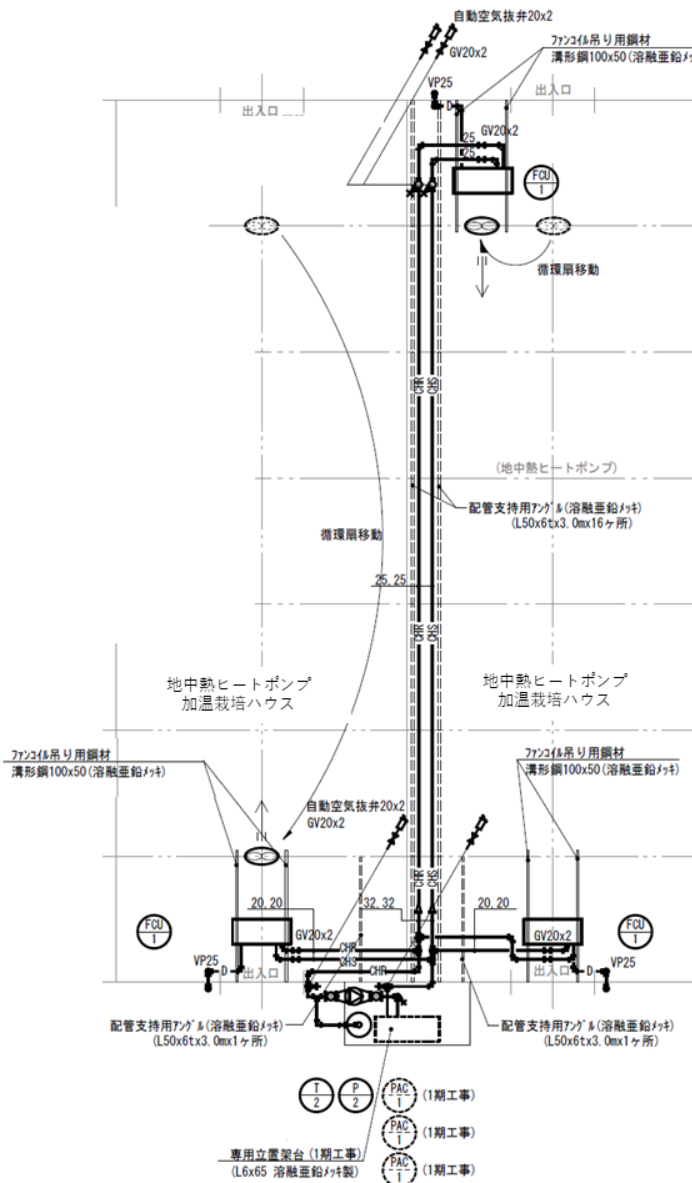 自動空気抜弁20x2
GV20x2
ファンコイル吊り用鋼材
溝形鋼100x50(溶融亜鉛メッ
VP25
出入口
出入口
D
25
25
GV20x2
FCU
1
循環扇移動
CHR
CHS
(地中熱ヒートポンプ)
配管支持用アングル(溶融亜鉛メッキ)
(L50x6tx3.0mx16ヶ所)
循環扇移動
25,25
CHR
CHS
地中熱ヒートポンプ
加温栽培ハウス
地中熱ヒートポンプ
加温栽培ハウス
ファンコイル吊り用鋼材
溝形鋼100x50(溶融亜鉛メッキ)
ファンコイル吊り用鋼材
溝形鋼100x50(溶融亜鉛メッキ)
自動空気抜弁20x2
GV20x2
CHR
CHS
20,20
32,32
20,20
FCU
1
GV20x2
GV20x2
FCU
1
CHR
CHS
CHR
VP25
D
出入口
出入口
D
VP25
配管支持用アングル(溶融亜鉛メッキ)
(L50x6tx3.0mx1ヶ所)
配管支持用アングル(溶融亜鉛メッキ)
(L50x6tx3.0mx1ヶ所)
T
2
P
2
PAC
1
(1期工事)
PAC
1
(1期工事)
専用立置架台(1期工事)
(L6x65 溶融亜鉛メッキ製)
PAC
1
(1期工事)